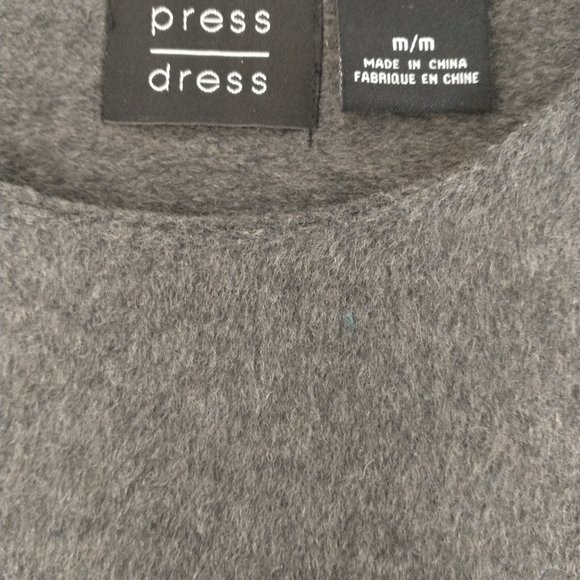 press
dress
m/m
MADE IN CHINA
FABRIQUE EN CHINE